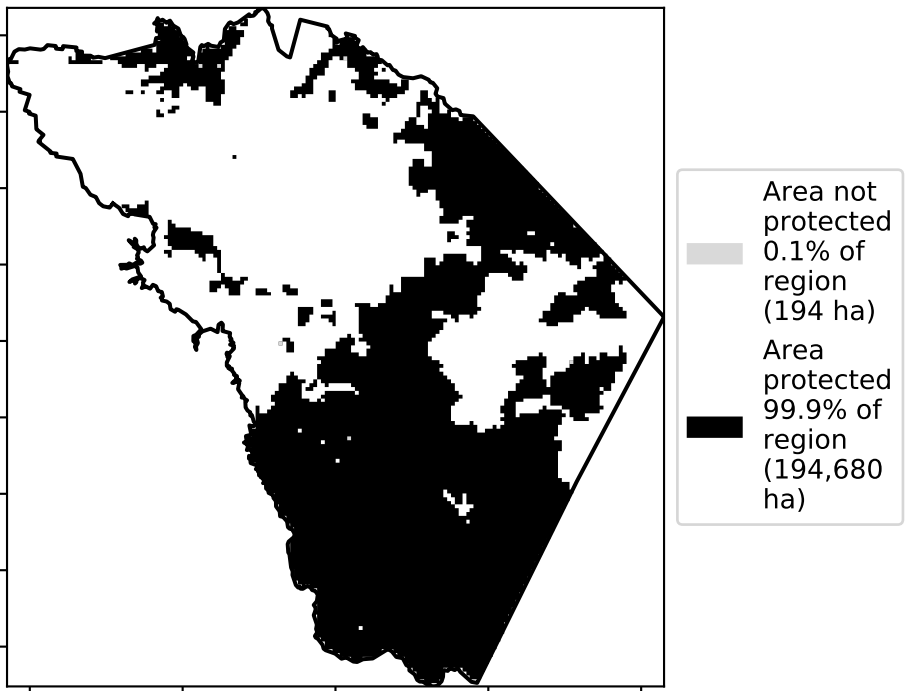 Area not
protected
0.1% of
region
(194 ha)
Area
protected
99.9% of
region
(194,680
ha)